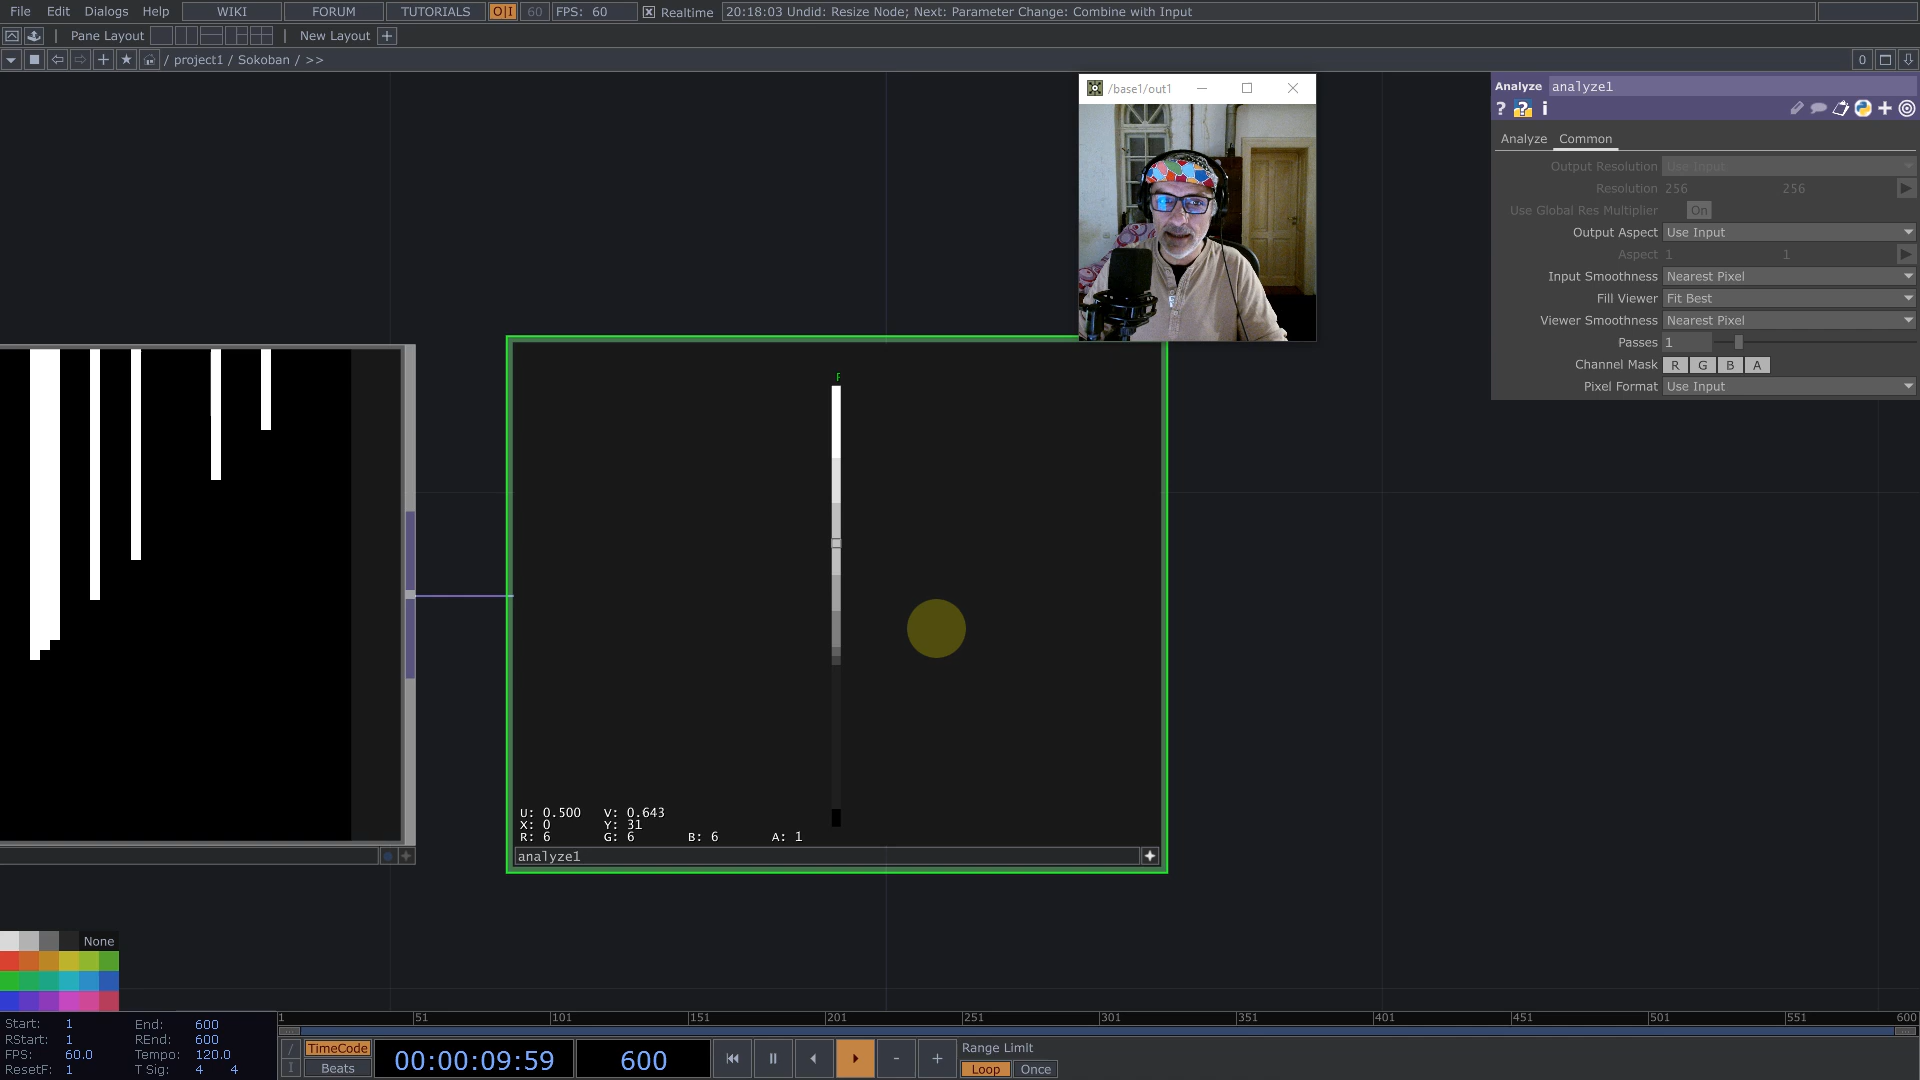 File Edit Dialogs Help WIKI FORUM TUTORIALS O|I 60 FPS: 60 Realtime 20:18:03 Undid: Resize Node; Next: Parameter Change: Combine with Input
Pane Layout New Layout
/ project1 / Sokoban / >> 0
/base1/out1
Analyze analyze1
? ? i
Analyze Common
Output Resolution Use Input
Resolution 256 256
Use Global Res Multiplier On
Output Aspect Use Input
Aspect 1 1
Input Smoothness Nearest Pixel
Fill Viewer Fit Best
Viewer Smoothness Nearest Pixel
Passes 1
Channel Mask R G B A
Pixel Format Use Input
U: 0.500 V: 0.643
X: 0 Y: 31
R: 6 G: 6 B: 6 A: 1
analyze1
None
Start: 1 End: 600
RStart: 1 REnd: 600
FPS: 60.0 Tempo: 120.0
ResetF: 1 T Sig: 4 4
1 51 101 151 201 251 301 351 401 451 501 551 600
TimeCode
Beats
00:00:09:59 600
- +
Range Limit
Loop Once